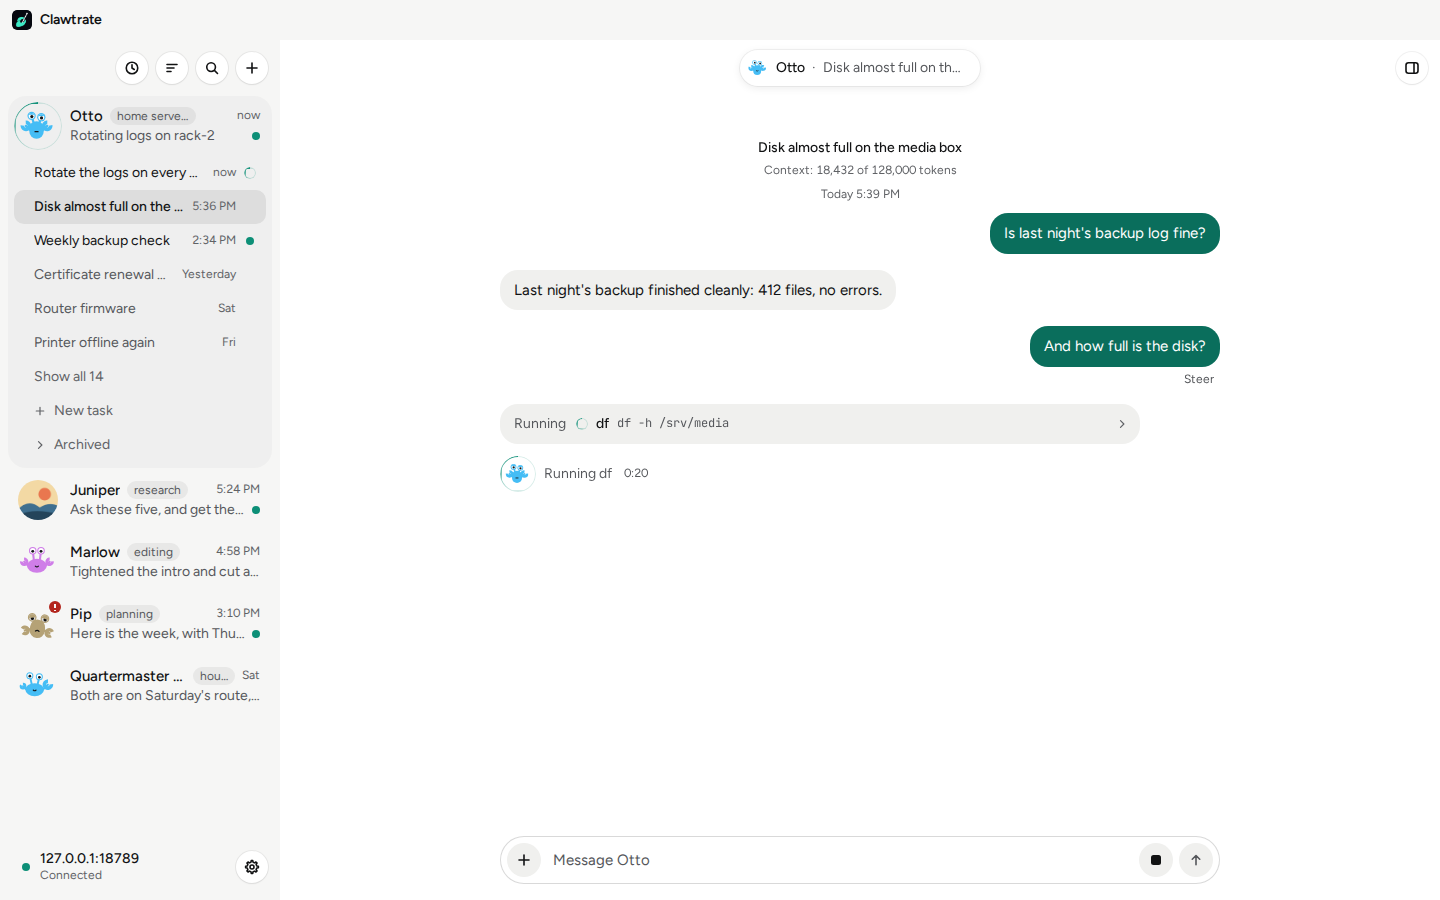 Clawtrate
Otto home serve... now
Rotating logs on rack-2
Rotate the logs on every ... now
Disk almost full on the ... 5:36 PM
Weekly backup check 2:34 PM
Certificate renewal ... Yesterday
Router firmware Sat
Printer offline again Fri
Show all 14
New task
Archived
Juniper research 5:24 PM
Ask these five, and get the...
Marlow editing 4:58 PM
Tightened the intro and cut a...
Pip planning 3:10 PM
Here is the week, with Thu...
Quartermaster ... hou... Sat
Both are on Saturday's route,...
127.0.0.1:18789
Connected
Otto · Disk almost full on th...
Disk almost full on the media box
Context: 18,432 of 128,000 tokens
Today 5:39 PM
Is last night's backup log fine?
Last night's backup finished cleanly: 412 files, no errors.
And how full is the disk?
Steer
Running df df -h /srv/media
Running df 0:20
Message Otto